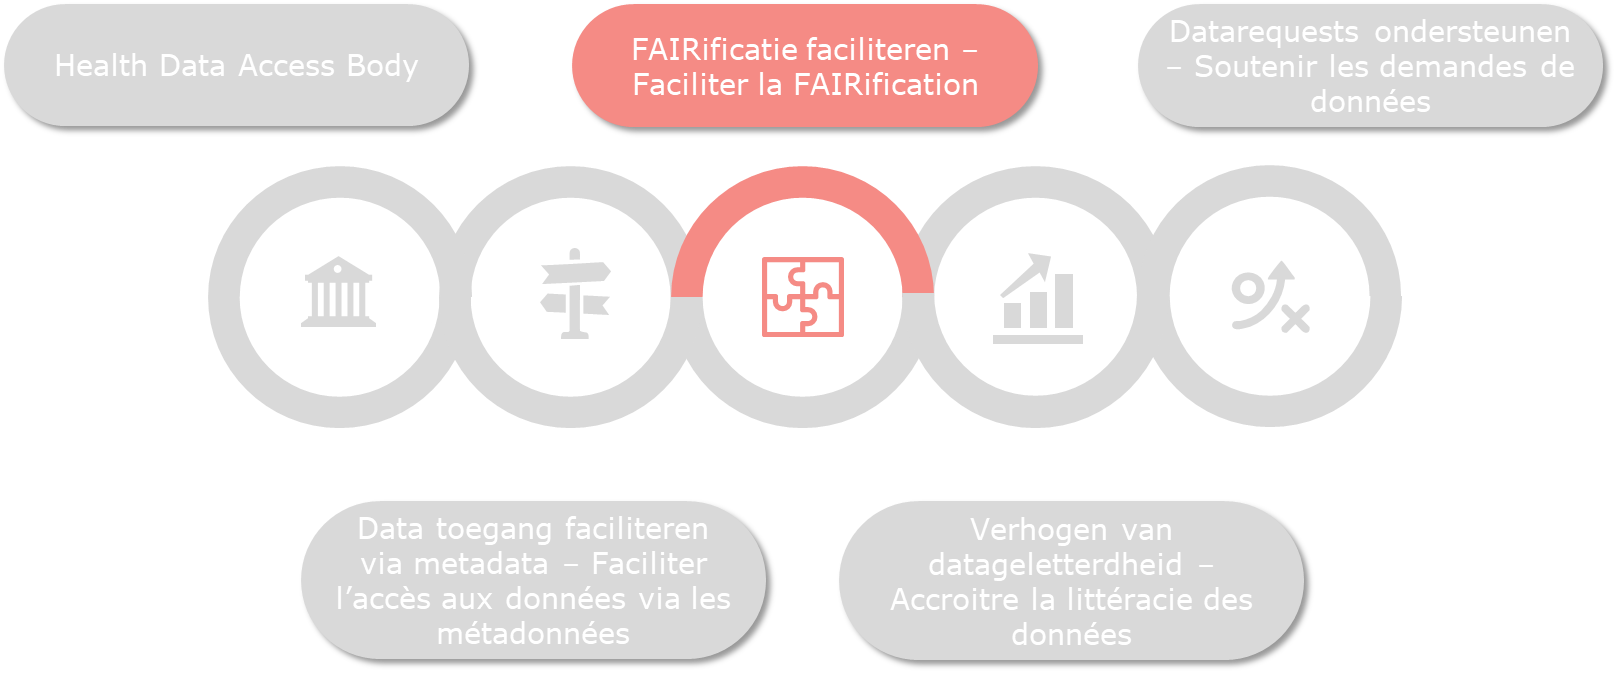 Health Data Access Body
FAIRificatie faciliteren –
Faciliter la FAIRification
Datarequests ondersteunen
– Soutenir les demandes de
données
Data toegang faciliteren
via metadata – Faciliter
l’accès aux données via les
métadonnées
Verhogen van
datageletterdheid –
Accroitre la littéracie des
données